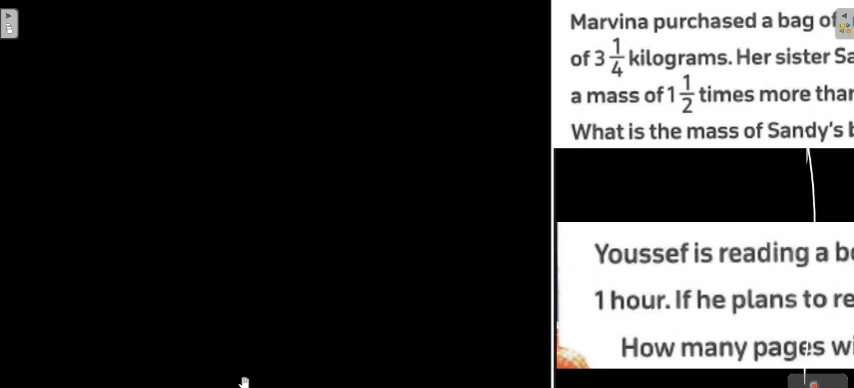 Marvina purchased a bag of
of 3 1/4 kilograms. Her sister
a mass of 1 1/2 times more
What is the mass of Sandy's
Youssef is reading a
1 hour. If he plans to
How many pages